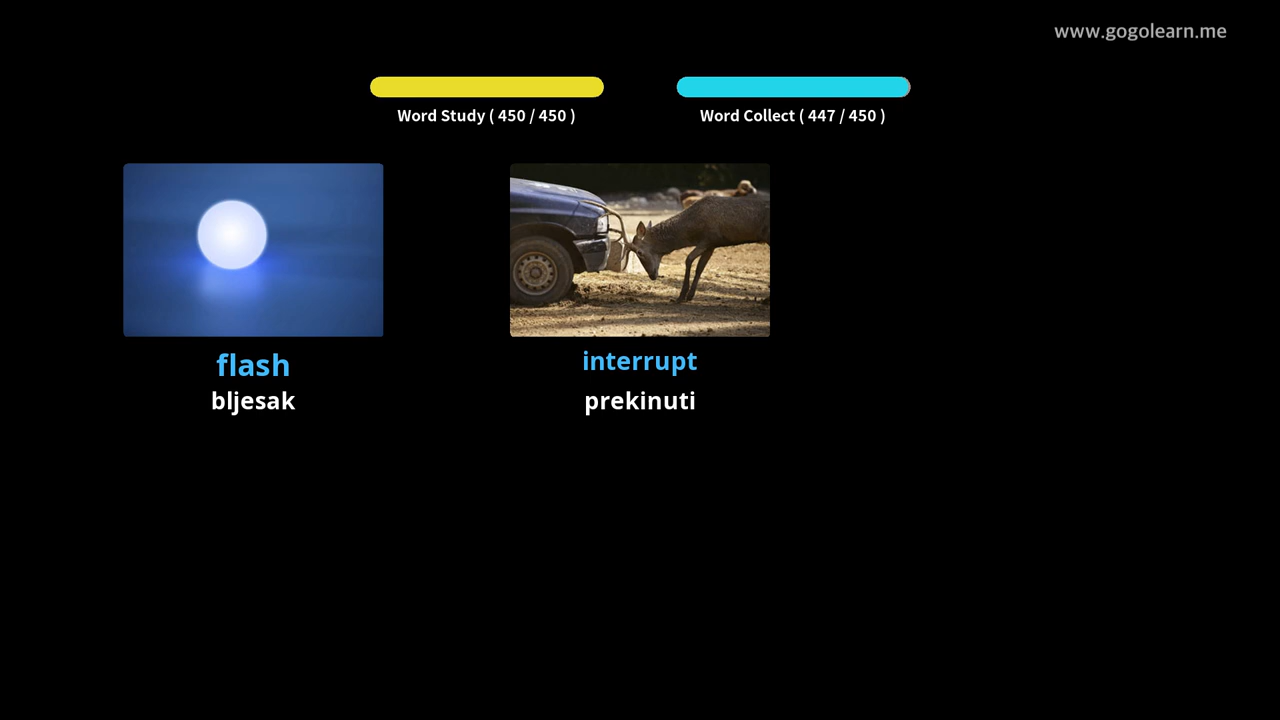 www.gogolearn.me
Word Study ( 450 / 450 )
Word Collect ( 447 / 450 )
flash
bljesak
interrupt
prekinuti